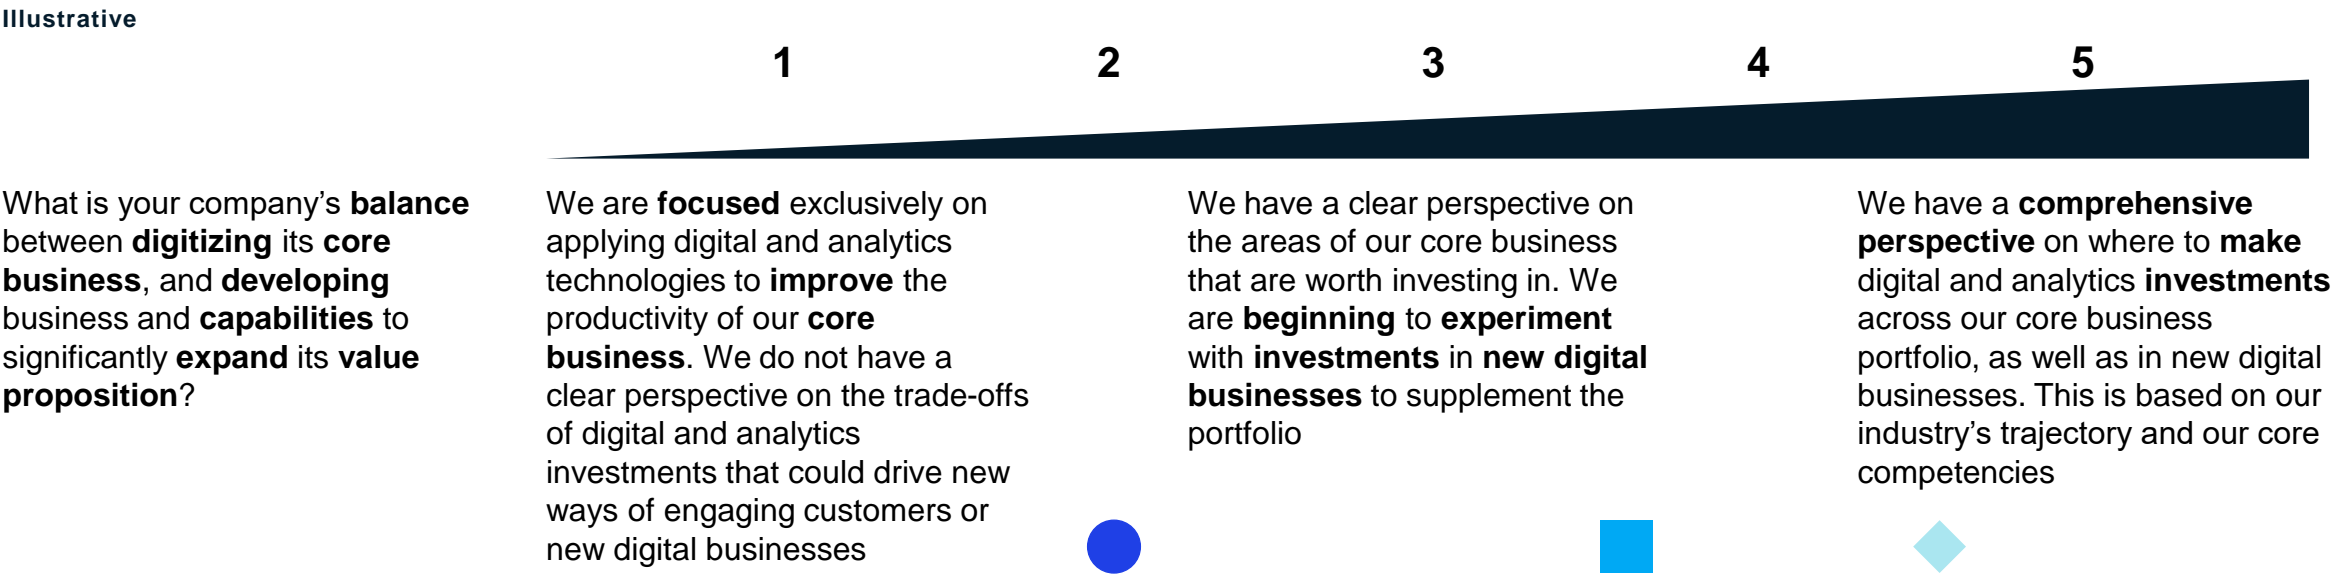 Illustrative
1
2
3
4
5
What is your company’s balance
between digitizing its core
business, and developing
business and capabilities to
significantly expand its value
proposition?
We are focused exclusively on
applying digital and analytics
technologies to improve the
productivity of our core
business. We do not have a
clear perspective on the trade-offs
of digital and analytics
investments that could drive new
ways of engaging customers or
new digital businesses
We have a clear perspective on
the areas of our core business
that are worth investing in. We
are beginning to experiment
with investments in new digital
businesses to supplement the
portfolio
We have a comprehensive
perspective on where to make
digital and analytics investments
across our core business
portfolio, as well as in new digital
businesses. This is based on our
industry’s trajectory and our core
competencies